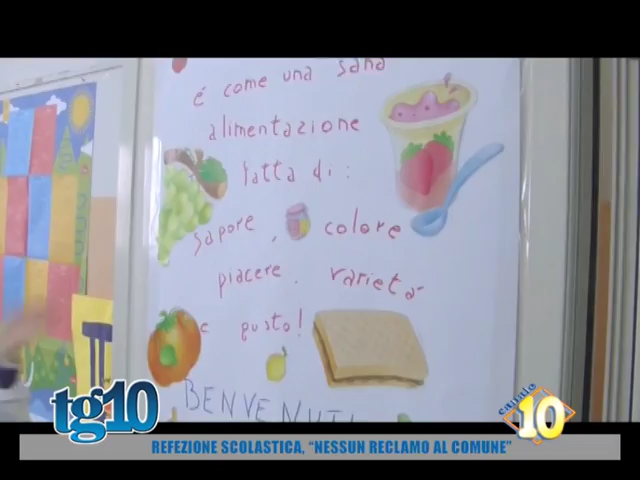 é come una sana
alimentazione
fatta di:
sapore, colore
piacere, varietà
e gusto!
BENVENUTI
tg10
canale
10
REFEZIONE SCOLASTICA, “NESSUN RECLAMO AL COMUNE”